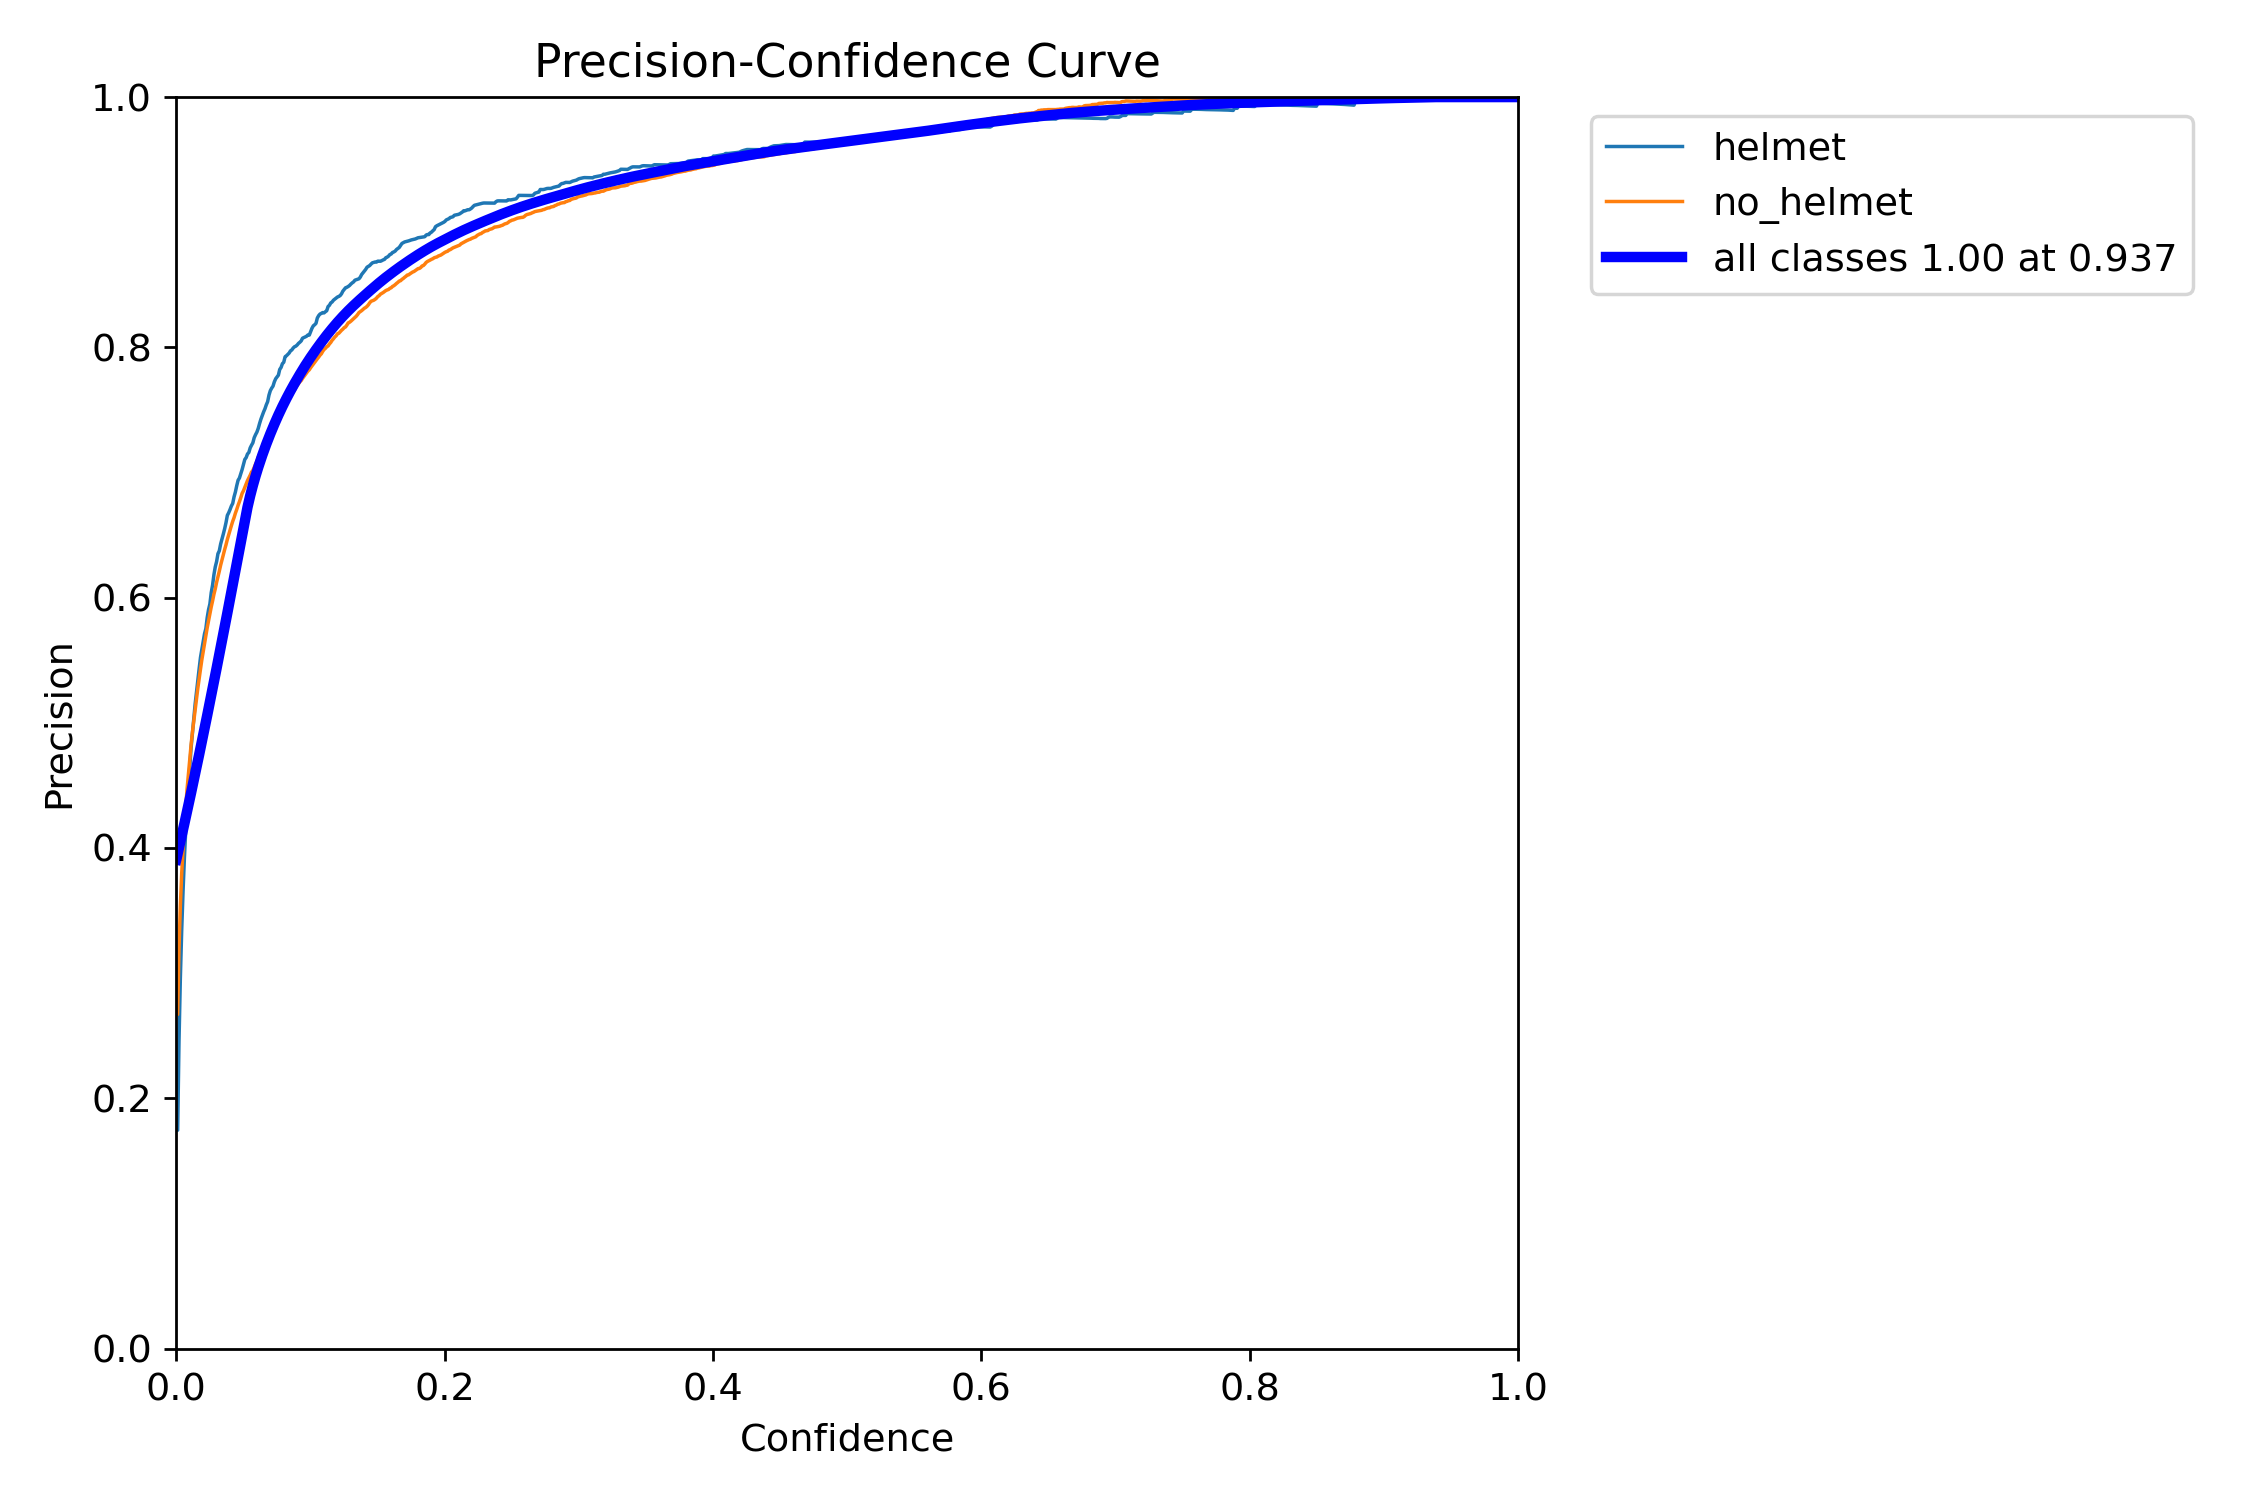 Precision-Confidence Curve
1.0
0.8
0.6
0.4
0.2
0.0
Precision
0.0 0.2 0.4 0.6 0.8 1.0
Confidence
helmet
no_helmet
all classes 1.00 at 0.937